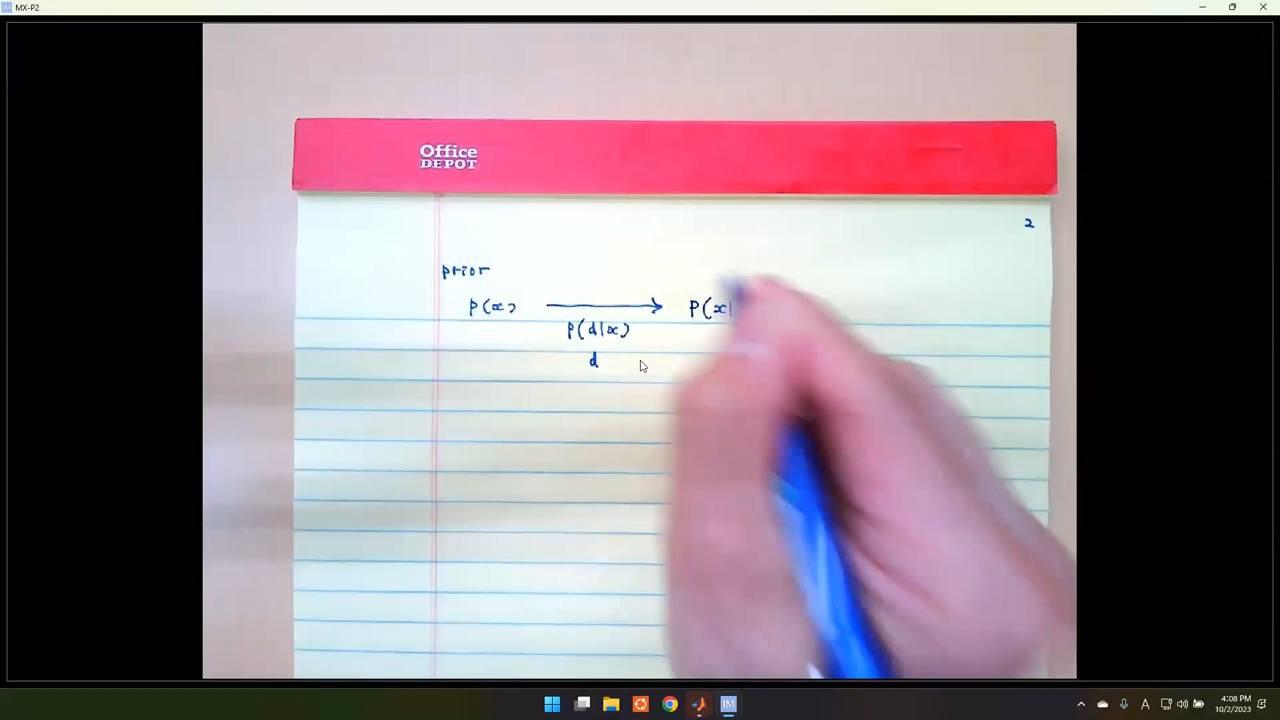 MX-P2
Office
DEPOT
2
prior
p(x) → p(x|
p(d|x)
d
4:08 PM
10/2/2023